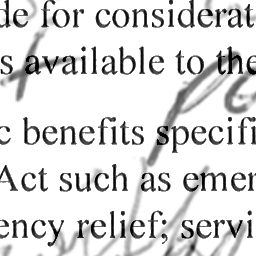 de for considerat
s available to the
c benefits specifi
Act such as emer
ency relief; servi